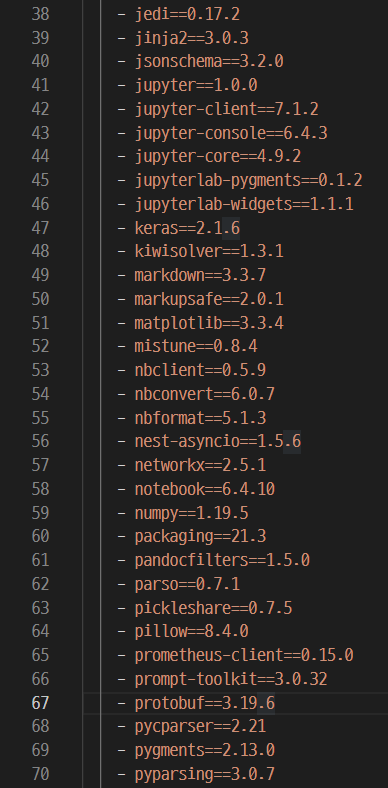 38 - jedi==0.17.2
39 - jinja2==3.0.3
40 - jsonschema==3.2.0
41 - jupyter==1.0.0
42 - jupyter-client==7.1.2
43 - jupyter-console==6.4.3
44 - jupyter-core==4.9.2
45 - jupyterlab-pygments==0.1.2
46 - jupyterlab-widgets==1.1.1
47 - keras==2.1.6
48 - kiwisolver==1.3.1
49 - markdown==3.3.7
50 - markupsafe==2.0.1
51 - matplotlib==3.3.4
52 - mistune==0.8.4
53 - nbclient==0.5.9
54 - nbconvert==6.0.7
55 - nbformat==5.1.3
56 - nest-asyncio==1.5.6
57 - networkx==2.5.1
58 - notebook==6.4.10
59 - numpy==1.19.5
60 - packaging==21.3
61 - pandocfilters==1.5.0
62 - parso==0.7.1
63 - pickleshare==0.7.5
64 - pillow==8.4.0
65 - prometheus-client==0.15.0
66 - prompt-toolkit==3.0.32
67 - protobuf==3.19.6
68 - pycparser==2.21
69 - pygments==2.13.0
70 - pyparsing==3.0.7